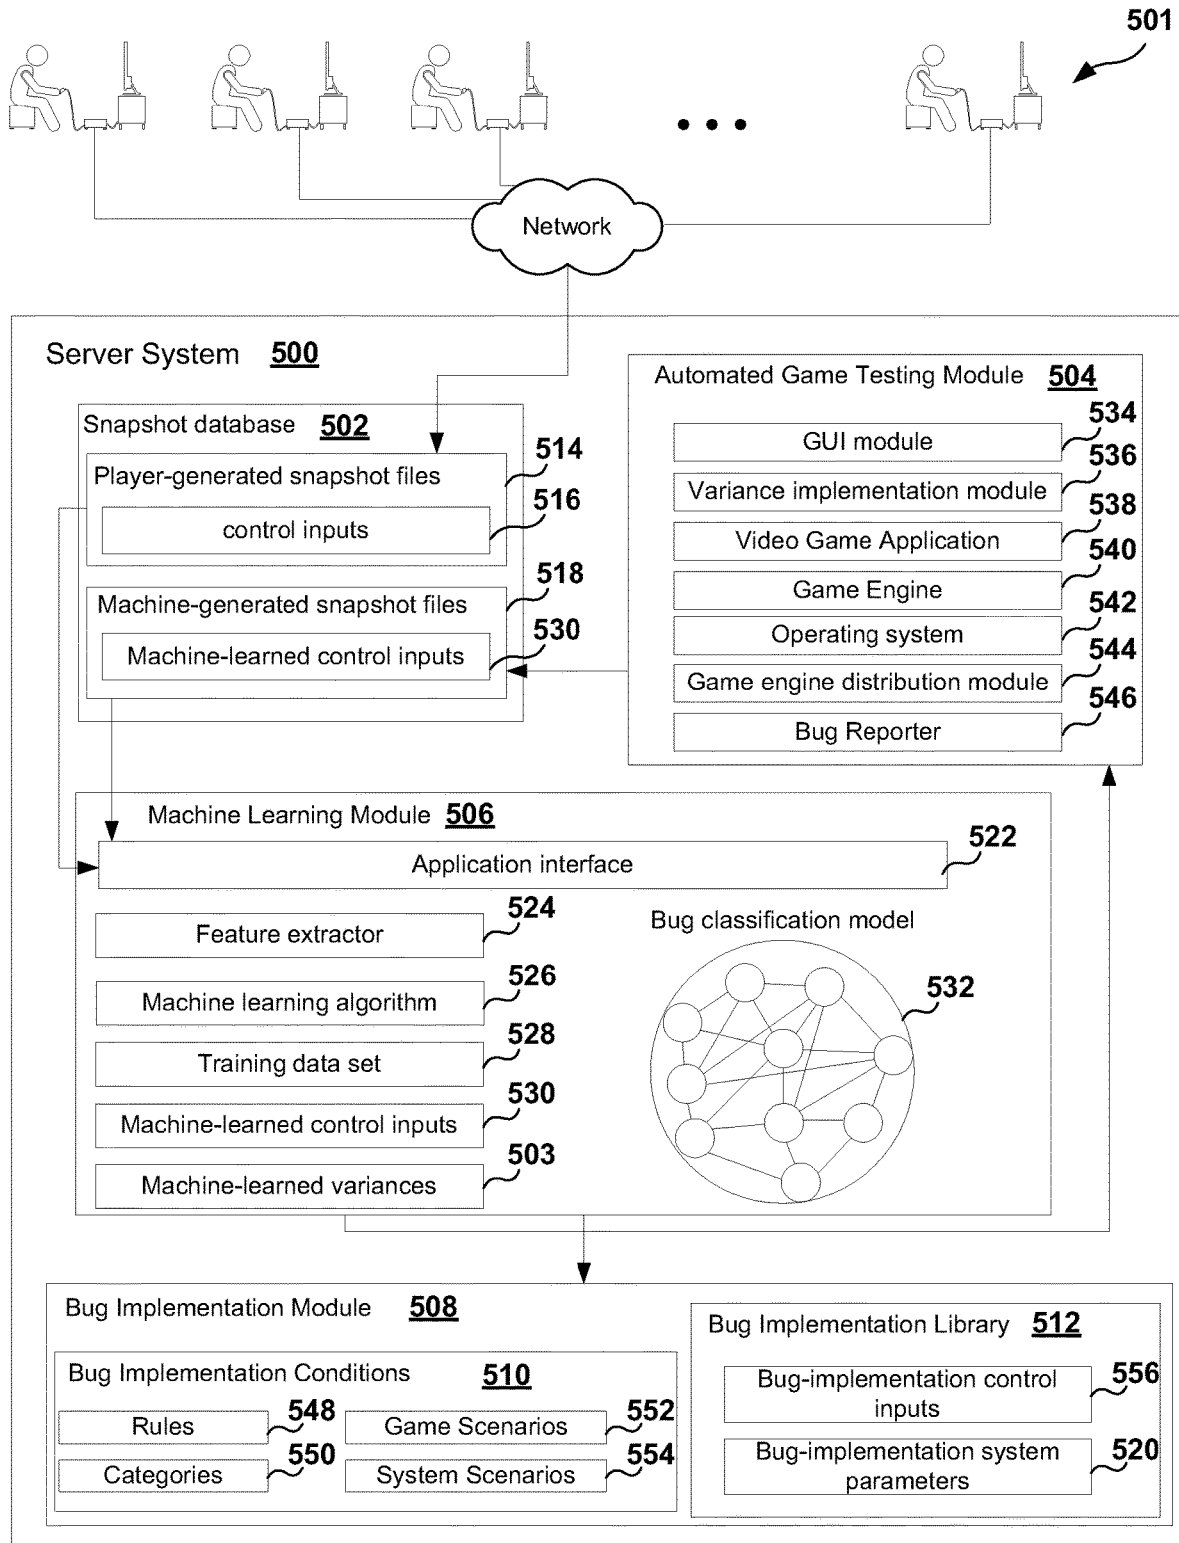 501
Network
Server System 500
Snapshot database 502
Player-generated snapshot files 514
control inputs 516
Machine-generated snapshot files 518
Machine-learned control inputs 530
Automated Game Testing Module 504
GUI module 534
Variance implementation module 536
Video Game Application 538
Game Engine 540
Operating system 542
Game engine distribution module 544
Bug Reporter 546
Machine Learning Module 506
Application interface 522
Feature extractor 524
Machine learning algorithm 526
Training data set 528
Machine-learned control inputs 530
Machine-learned variances 503
Bug classification model
532
Bug Implementation Module 508
Bug Implementation Conditions 510
Rules 548
Game Scenarios 552
Categories 550
System Scenarios 554
Bug Implementation Library 512
Bug-implementation control 556
inputs
Bug-implementation system 520
parameters